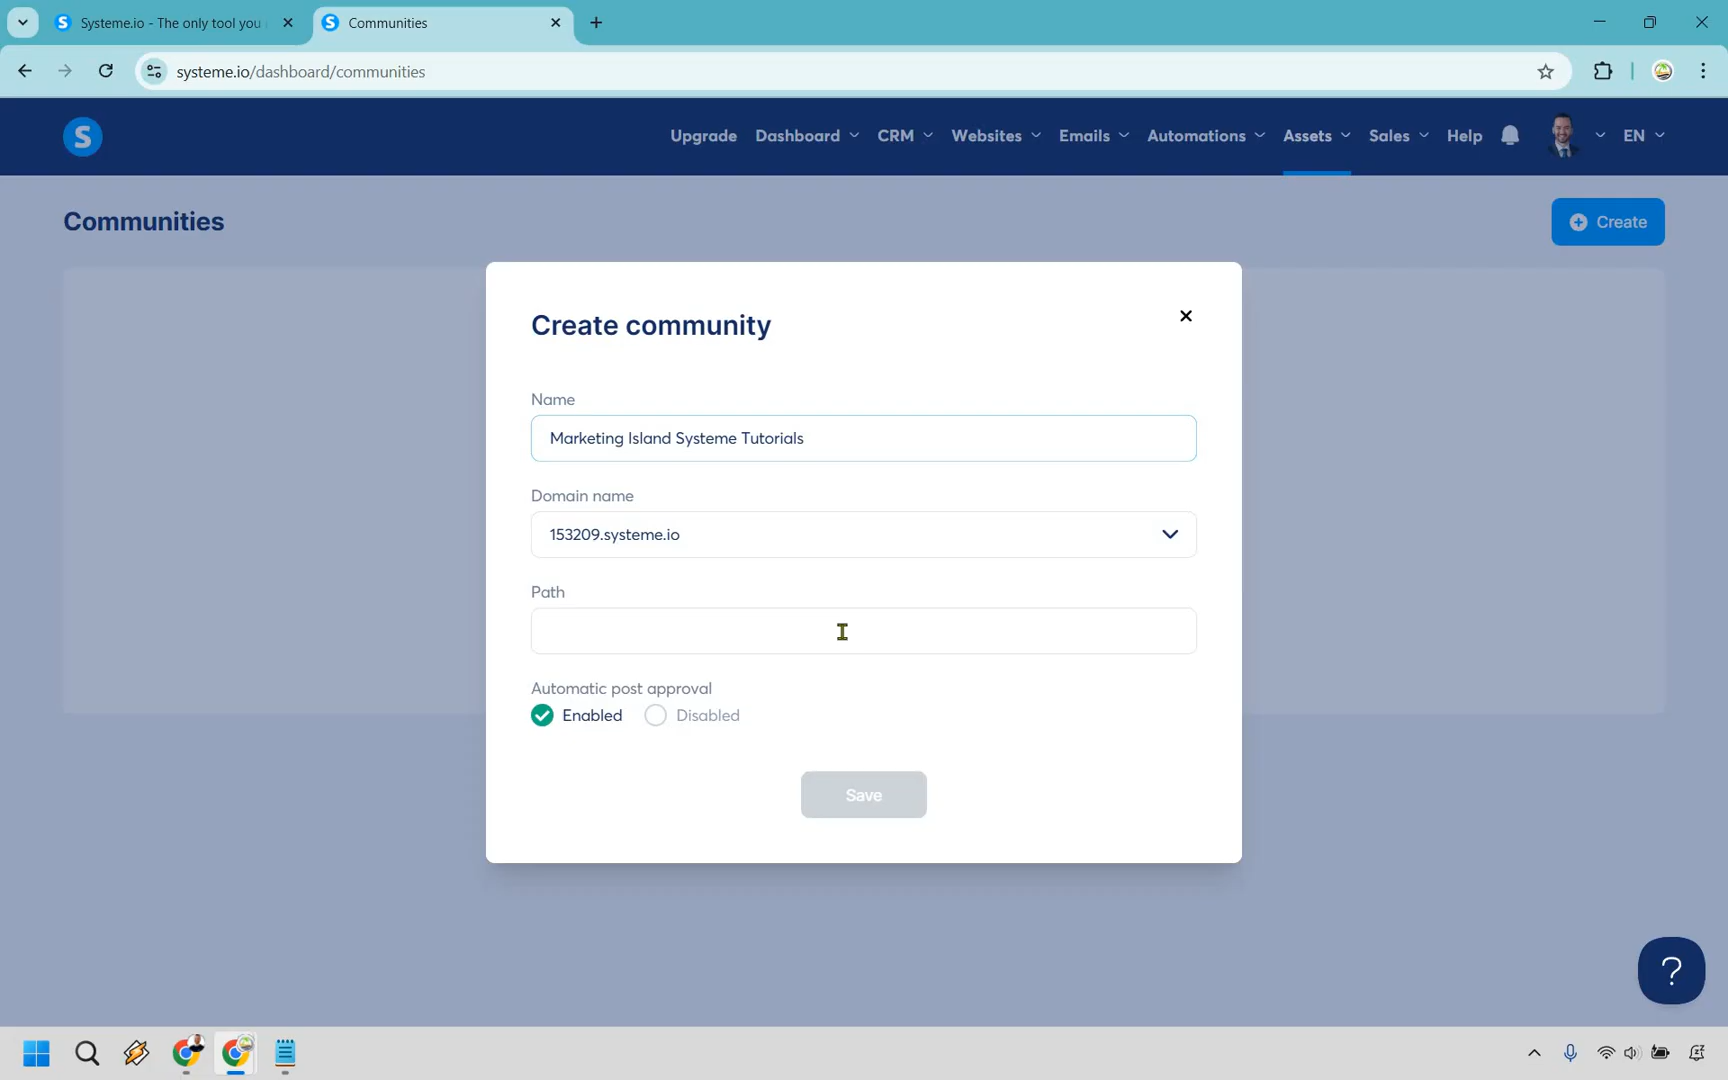 Systeme.io - The only tool you
Communities
systeme.io/dashboard/communities
S
Upgrade
Dashboard
CRM
Websites
Emails
Automations
Assets
Sales
Help
EN
Communities
Create
Create community
Name
Marketing Island Systeme Tutorials
Domain name
153209.systeme.io
Path
Automatic post approval
Enabled
Disabled
Save
?